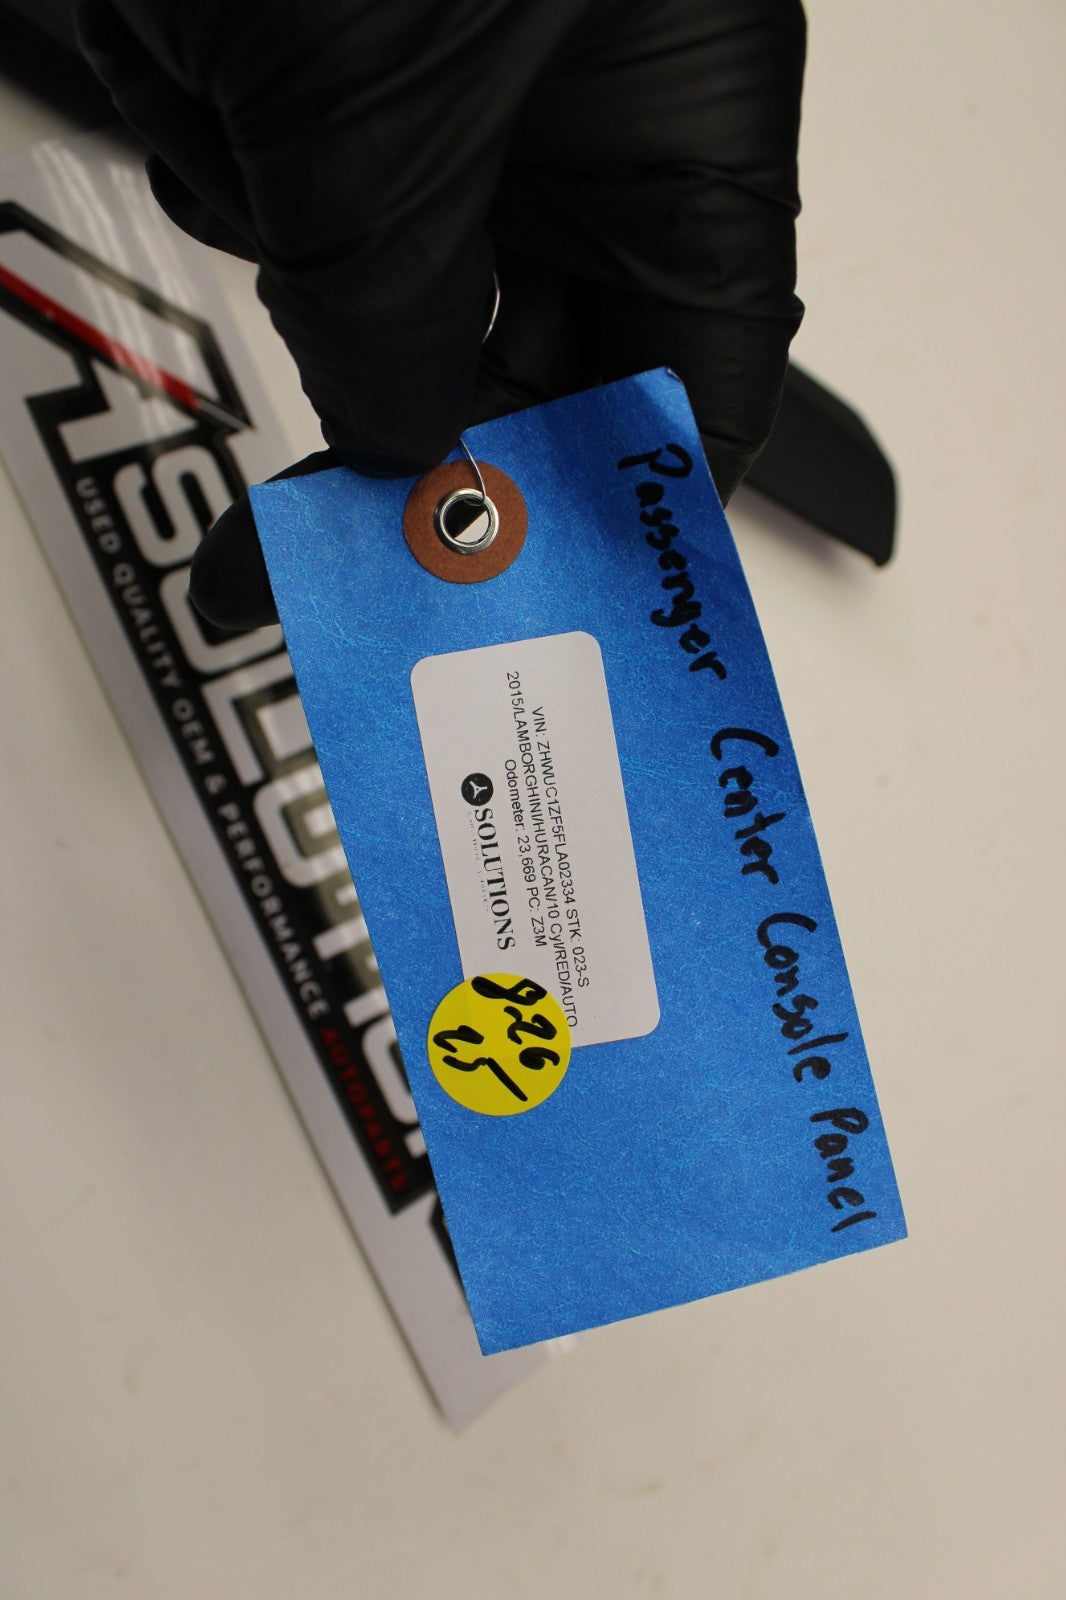 Passenger Center Console Panel
VIN: ZHWUC1ZF5FLA02334 STK: 023-S
2015/LAMBORGHINI/HURACAN/10 Cyl/RED/AUTO
Odometer: 23,669 PC: Z3M
SOLUTIONS
926
25
USED QUALITY OEM & PERFORMANCE AUTOPARTS